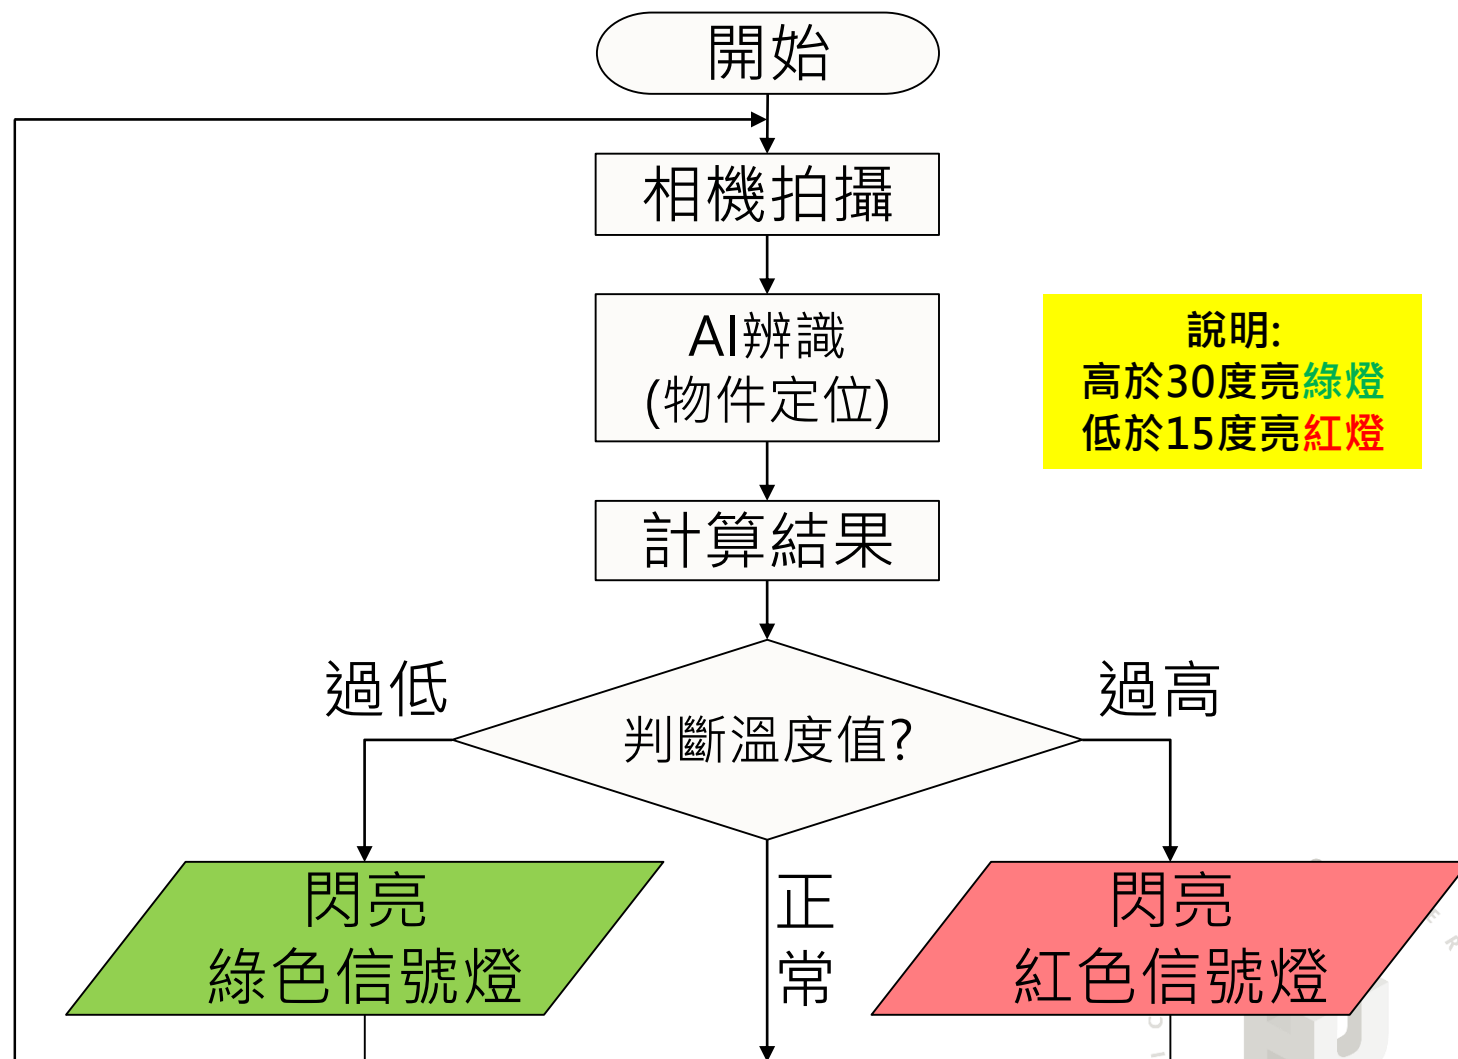 開始
相機拍攝
AI辨識
(物件定位)
說明:
高於30度亮綠燈
低於15度亮紅燈
計算結果
過低
過高
判斷溫度值?
閃亮
綠色信號燈
正
常
閃亮
紅色信號燈